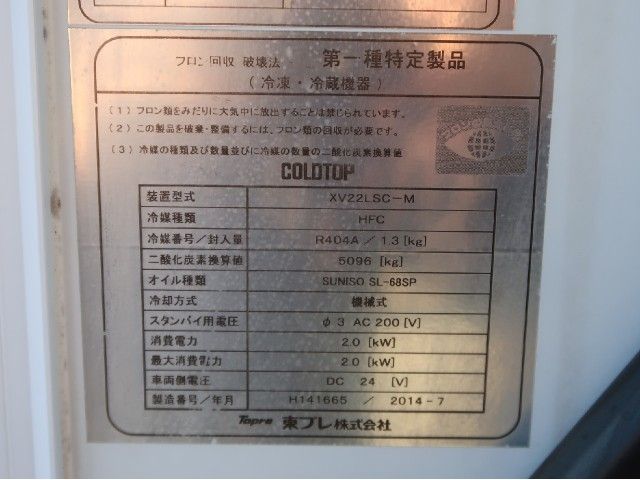 フロン回収 破壊法 第一種特定製品
(冷凍・冷蔵機器)
(1) フロン類をみだりに大気中に放出することは禁じられています。
(2) この製品を破棄・整備するには、フロン類の回収が必要です。
(3) 冷媒の種類及び数量並びに冷媒の数量の二酸化炭素換算値
COLDTOP
装置型式 XV22LSC-M
冷媒種類 HFC
冷媒番号/封入量 R404A / 1.3 [kg]
二酸化炭素換算値 5096 [kg]
オイル種類 SUNISO SL-68SP
冷却方式 機械式
スタンバイ用電圧 φ3 AC 200 [V]
消費電力 2.0 [kW]
最大消費電力 2.0 [kW]
車両側電圧 DC 24 [V]
製造番号/年月 H141665 / 2014-7
Topre 東プレ株式会社